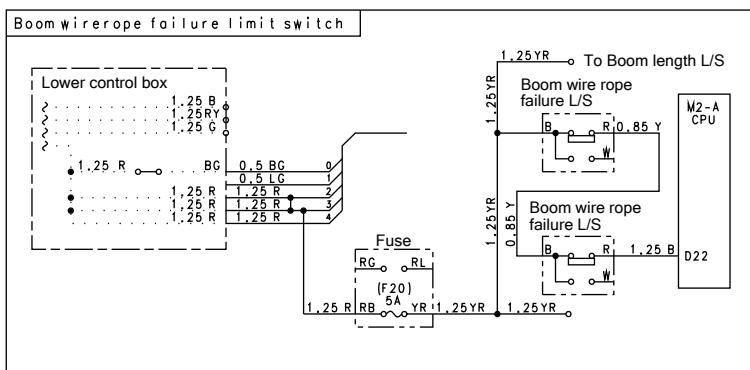 Boom wirerope failure limit switch
1.25YR
To Boom length L/S
Lower control box
1.25 B
1.25RY
1.25 G
1.25YR
Boom wire rope
failure L/S
B
R
0.85 Y
W
M2-A
CPU
1.25 R
BG
0.5 BG
0
0.5 LG
1
1.25 R
1.25 R
2
1.25 R
1.25 R
3
1.25 R
1.25 R
4
1.25YR
0.85 Y
Boom wire rope
failure L/S
B
R
1.25 B
D22
W
Fuse
RG
RL
(F20)
5A
1.25 R
RB
YR
1.25YR
1.25YR